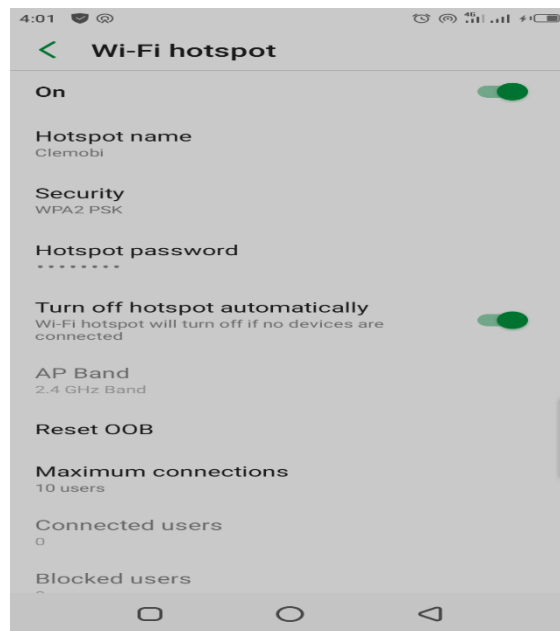 4:01
4G
Wi-Fi hotspot
On
Hotspot name
Clemobi
Security
WPA2 PSK
Hotspot password
••••••••
Turn off hotspot automatically
Wi-Fi hotspot will turn off if no devices are
connected
AP Band
2.4 GHz Band
Reset OOB
Maximum connections
10 users
Connected users
0
Blocked users